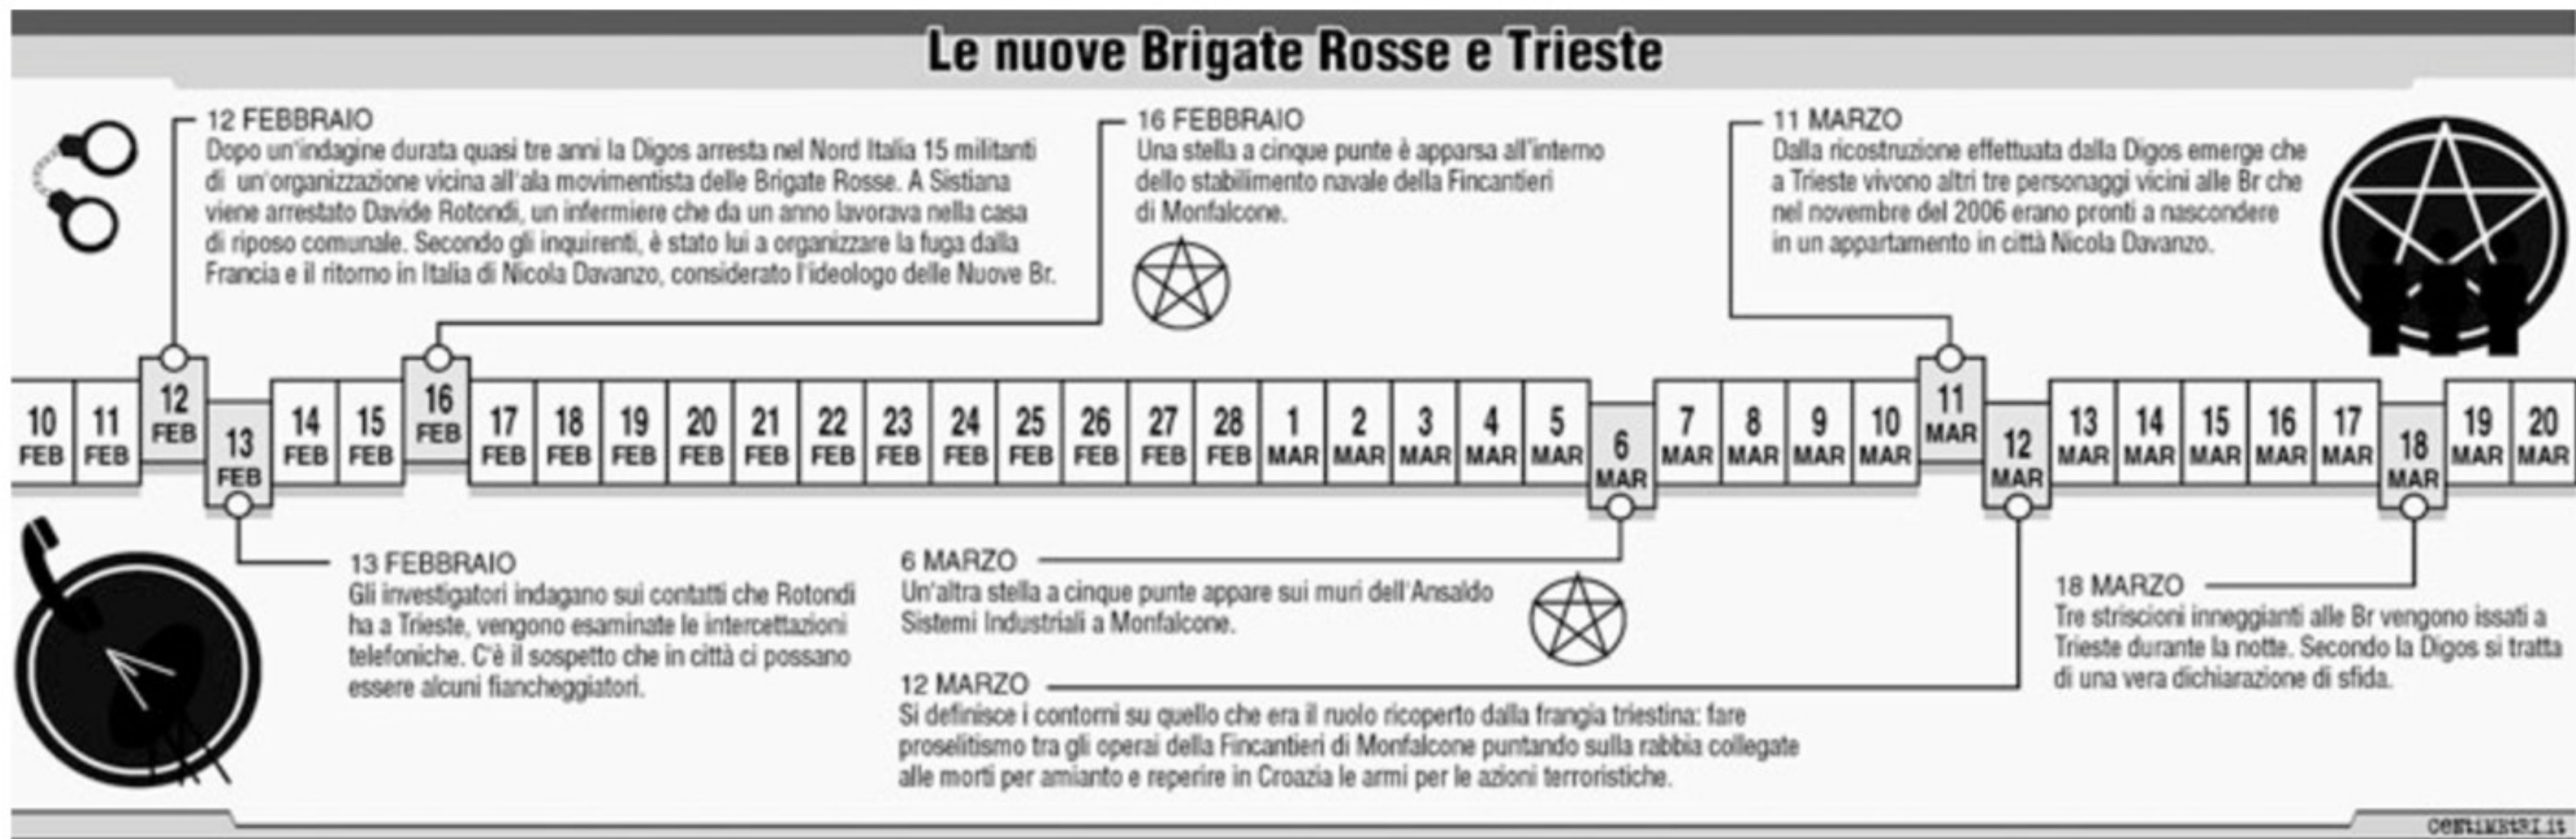 Le nuove Brigate Rosse e Trieste
12 FEBBRAIO
Dopo un'indagine durata quasi tre anni la Digos arresta nel Nord Italia 15 militanti
di un'organizzazione vicina all'ala movimentista delle Brigate Rosse. A Sistiana
viene arrestato Davide Rotondi, un infermiere che da un anno lavorava nella casa
di riposo comunale. Secondo gli inquirenti, è stato lui a organizzare la fuga dalla
Francia e il ritorno in Italia di Nicola Davanzo, considerato l'ideologo delle Nuove Br.
16 FEBBRAIO
Una stella a cinque punte è apparsa all'interno
dello stabilimento navale della Fincantieri
di Monfalcone.
11 MARZO
Dalla ricostruzione effettuata dalla Digos emerge che
a Trieste vivono altri tre personaggi vicini alle Br che
nel novembre del 2006 erano pronti a nascondere
in un appartamento in città Nicola Davanzo.
10 FEB
11 FEB
12 FEB
13 FEB
14 FEB
15 FEB
16 FEB
17 FEB
18 FEB
19 FEB
20 FEB
21 FEB
22 FEB
23 FEB
24 FEB
25 FEB
26 FEB
27 FEB
28 FEB
1 MAR
2 MAR
3 MAR
4 MAR
5 MAR
6 MAR
7 MAR
8 MAR
9 MAR
10 MAR
11 MAR
12 MAR
13 MAR
14 MAR
15 MAR
16 MAR
17 MAR
18 MAR
19 MAR
20 MAR
13 FEBBRAIO
Gli investigatori indagano sui contatti che Rotondi
ha a Trieste, vengono esaminate le intercettazioni
telefoniche. C'è il sospetto che in città ci possano
essere alcuni fiancheggiatori.
6 MARZO
Un'altra stella a cinque punte appare sui muri dell'Ansaldo
Sistemi Industriali a Monfalcone.
12 MARZO
Si definisce i contorni su quello che era il ruolo ricoperto dalla frangia triestina: fare
proselitismo tra gli operai della Fincantieri di Monfalcone puntando sulla rabbia collegate
alle morti per amianto e reperire in Croazia le armi per le azioni terroristiche.
18 MARZO
Tre striscioni inneggianti alle Br vengono issati a
Trieste durante la notte. Secondo la Digos si tratta
di una vera dichiarazione di sfida.
CENTIMETRI.it